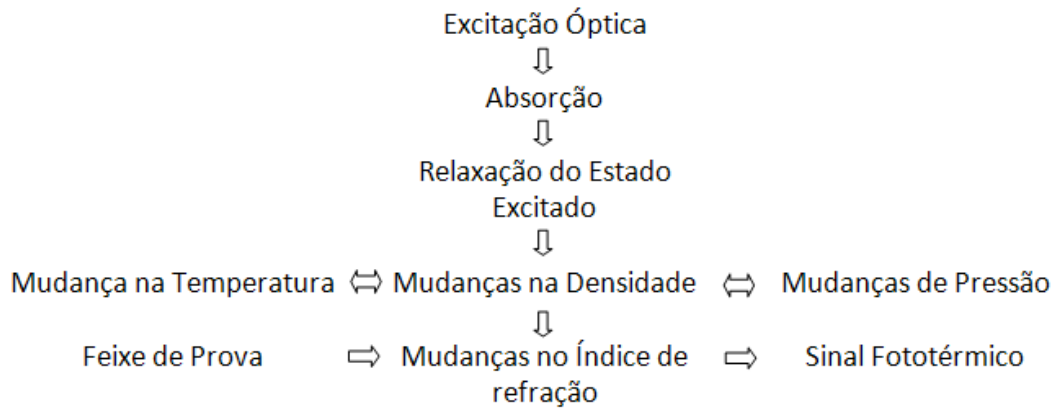 Excitação Óptica
Absorção
Relaxação do Estado
Excitado
Mudança na Temperatura ⇔ Mudanças na Densidade ⇔ Mudanças de Pressão
Feixe de Prova ⇨ Mudanças no Índice de ⇨ Sinal Fototérmico
refração